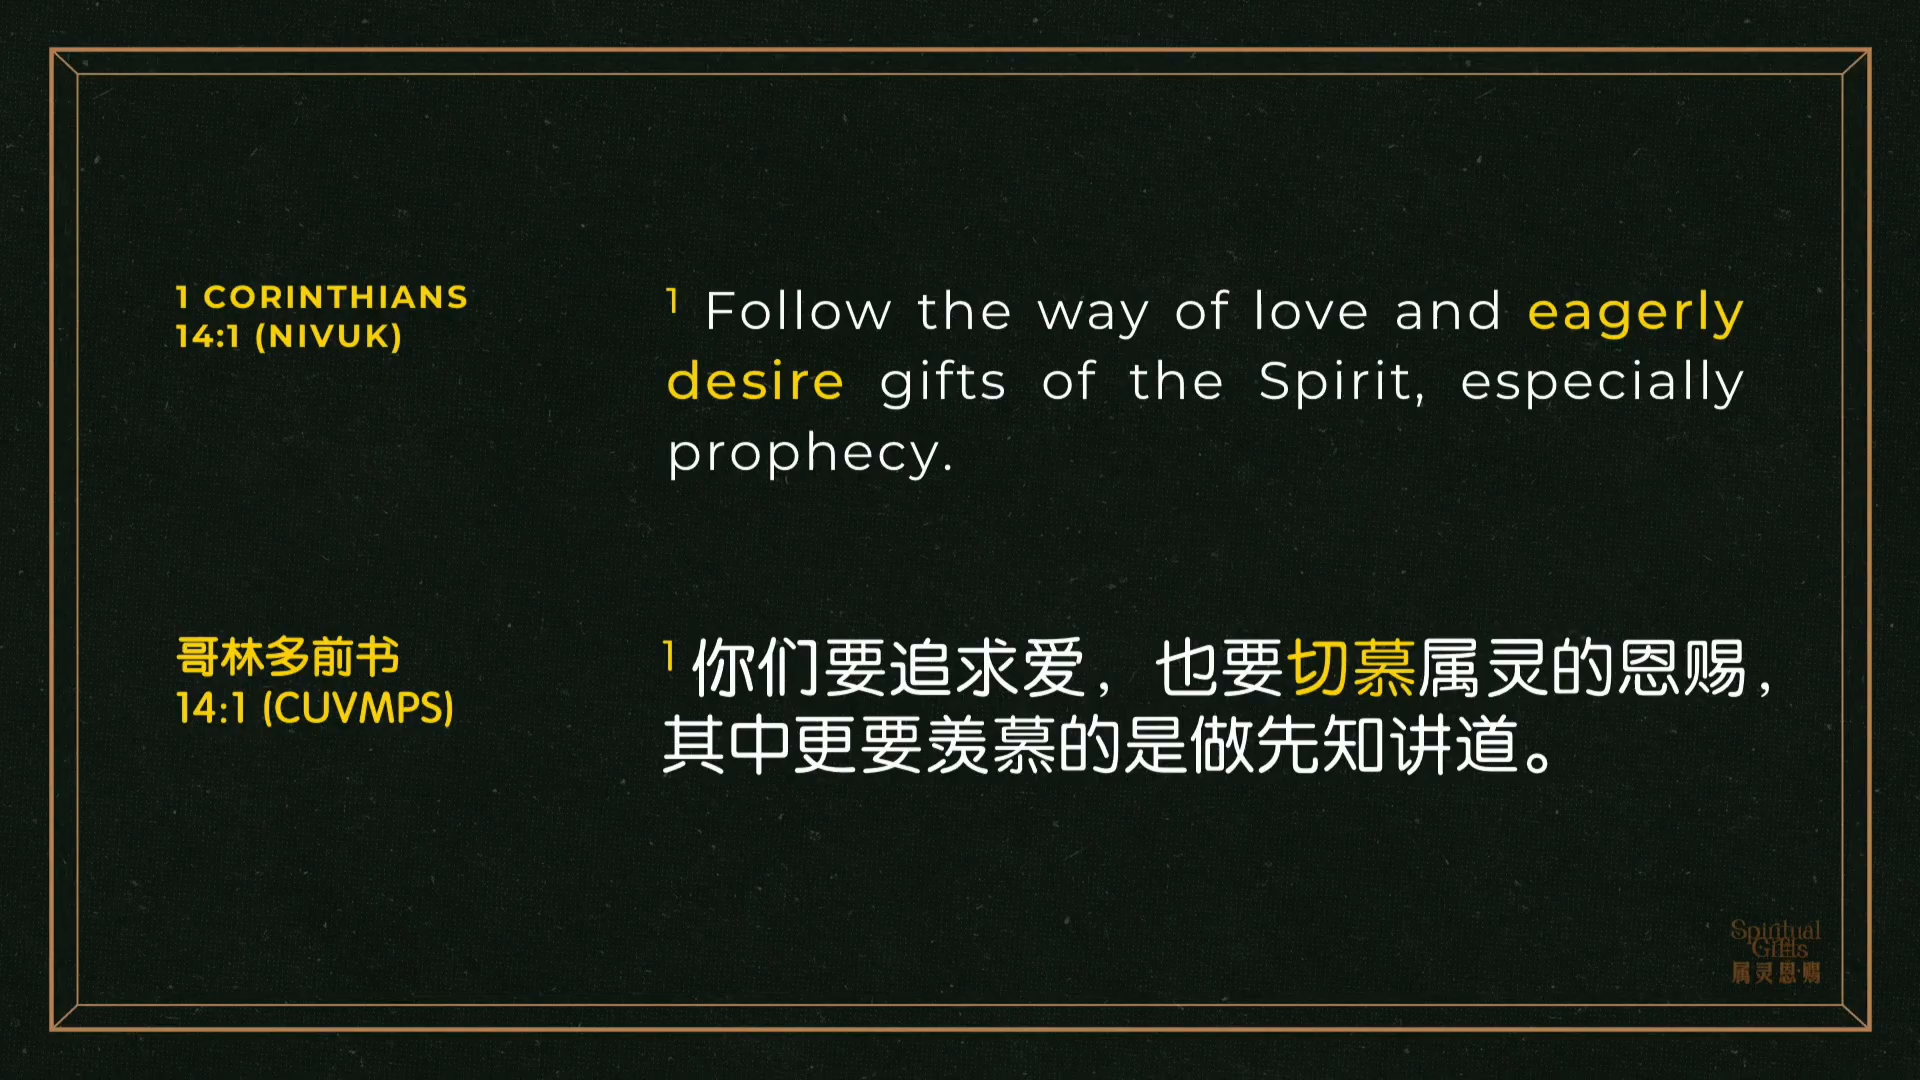 1 CORINTHIANS
14:1 (NIVUK)
1 Follow the way of love and eagerly
desire gifts of the Spirit, especially
prophecy.
哥林多前书
14:1 (CUVMPS)
1 你们要追求爱，也要切慕属灵的恩赐，
其中更要羡慕的是做先知讲道。
Spiritual
Gifts
属灵恩赐